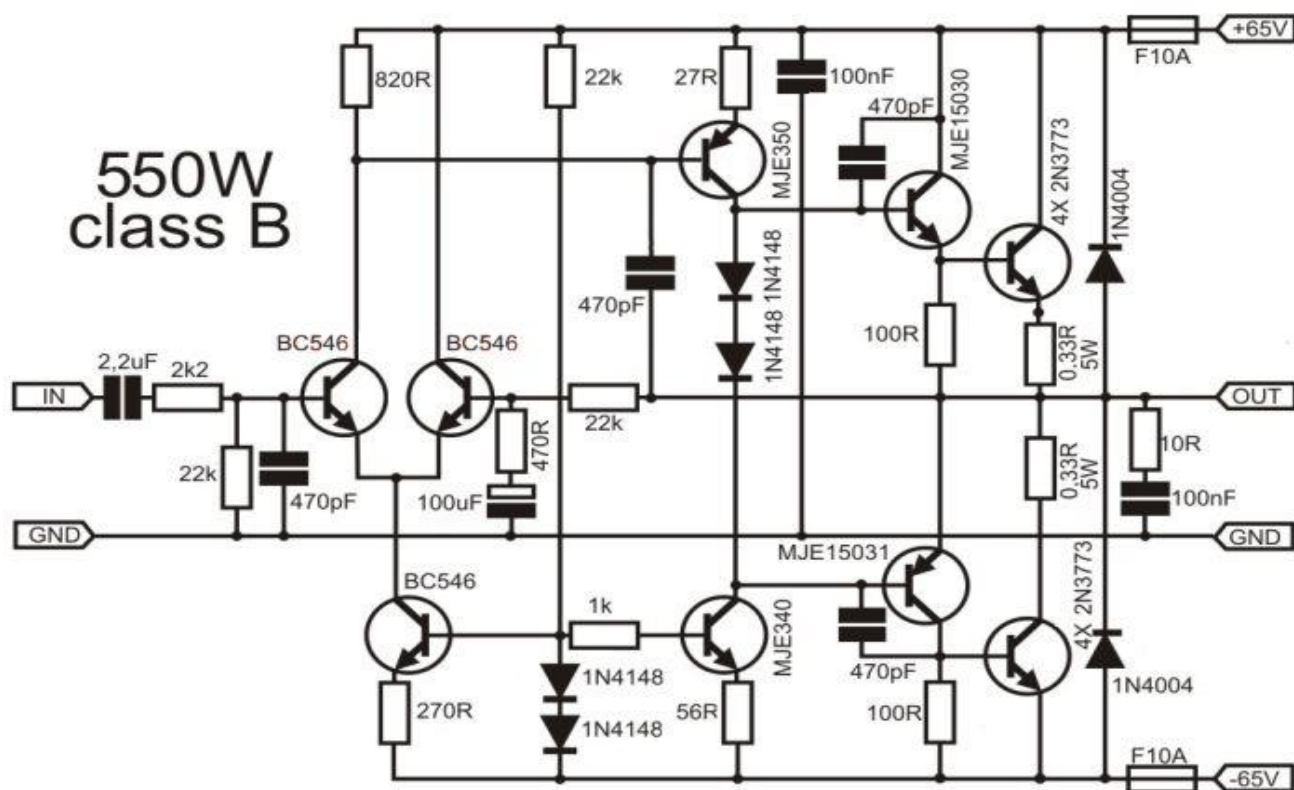 +65V
F10A
820R
22k
27R
100nF
470pF
MJE15030
4X 2N3773
1N4004
MJE350
550W
class B
470pF
1N4148 1N4148
100R
0,33R
5W
BC546
BC546
2,2uF
2k2
IN
22k
OUT
470R
10R
0,33R
5W
22k
470pF
100uF
100nF
GND
GND
MJE15031
BC546
1k
MJE340
4X 2N3773
470pF
1N4148
1N4004
270R
56R
100R
1N4148
F10A
-65V